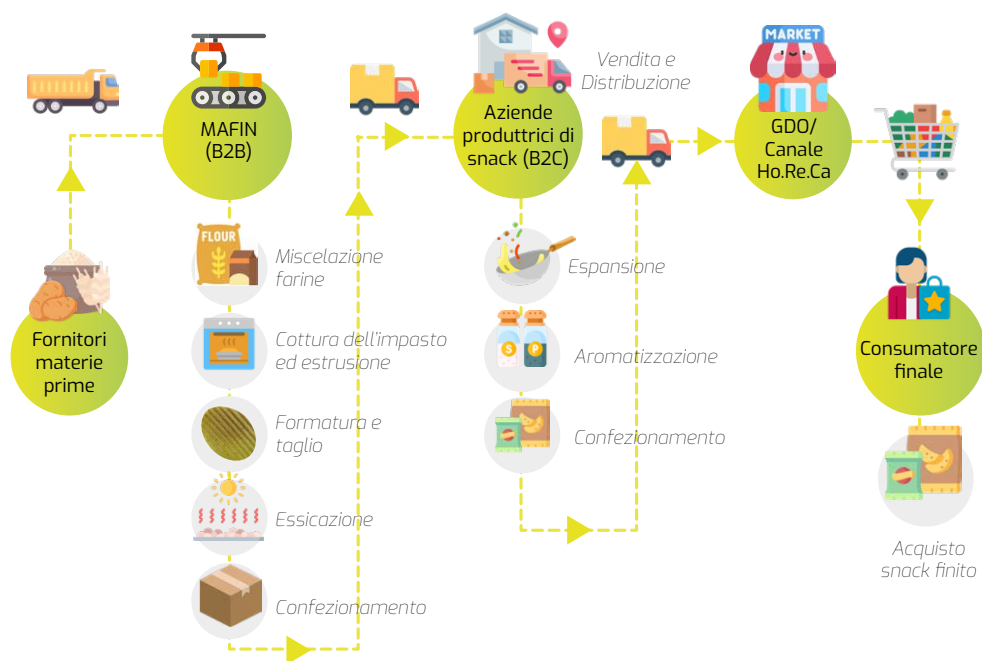 MAFIN
(B2B)
FLOUR
Miscelazione
farine
Cottura dell'impasto
ed estrusione
Formatura e
taglio
Essicazione
Confezionamento
Fornitori
materie
prime
Aziende
produttrici di
snack (B2C)
Vendita e
Distribuzione
Espansione
S P
Aromatizzazione
Confezionamento
MARKET
GDO/
Canale
Ho.Re.Ca
Consumatore
finale
Acquisto
snack finito